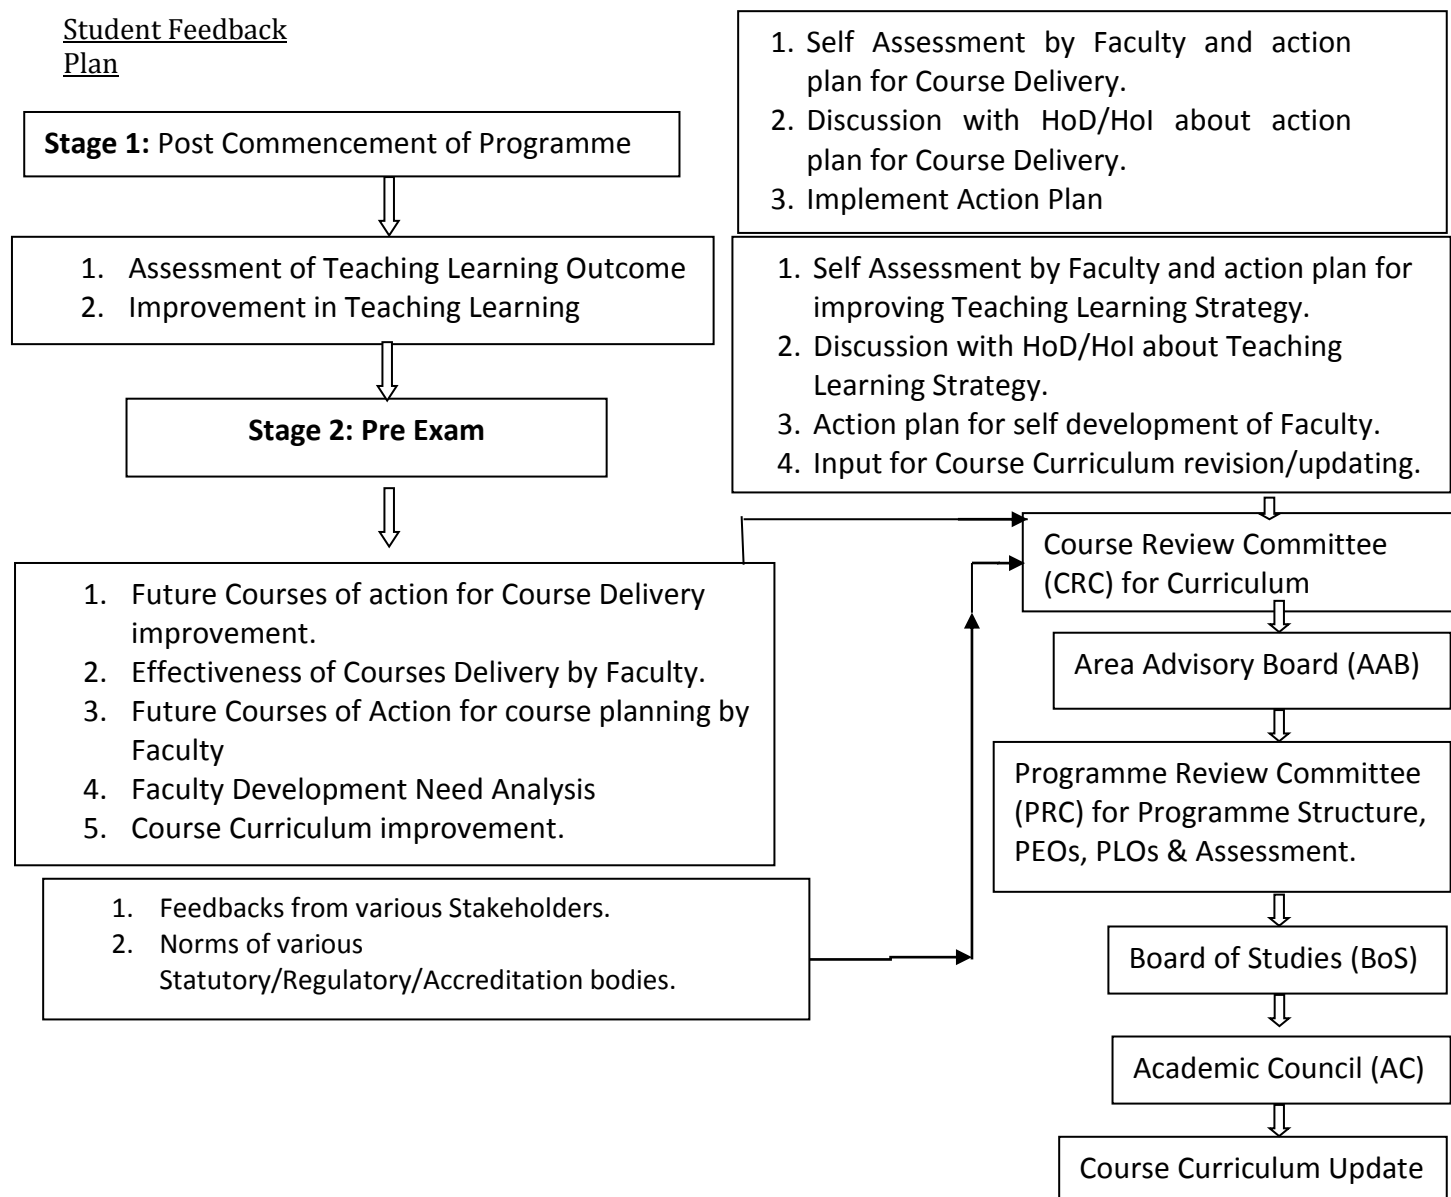 Student Feedback
Plan
Stage 1: Post Commencement of Programme
1. Assessment of Teaching Learning Outcome
2. Improvement in Teaching Learning
Stage 2: Pre Exam
1. Future Courses of action for Course Delivery
improvement.
2. Effectiveness of Courses Delivery by Faculty.
3. Future Courses of Action for course planning by
Faculty
4. Faculty Development Need Analysis
5. Course Curriculum improvement.
1. Feedbacks from various Stakeholders.
2. Norms of various
Statutory/Regulatory/Accreditation bodies.
1. Self Assessment by Faculty and action
plan for Course Delivery.
2. Discussion with HoD/HoI about action
plan for Course Delivery.
3. Implement Action Plan
1. Self Assessment by Faculty and action plan for
improving Teaching Learning Strategy.
2. Discussion with HoD/HoI about Teaching
Learning Strategy.
3. Action plan for self development of Faculty.
4. Input for Course Curriculum revision/updating.
Course Review Committee
(CRC) for Curriculum
Area Advisory Board (AAB)
Programme Review Committee
(PRC) for Programme Structure,
PEOs, PLOs & Assessment.
Board of Studies (BoS)
Academic Council (AC)
Course Curriculum Update